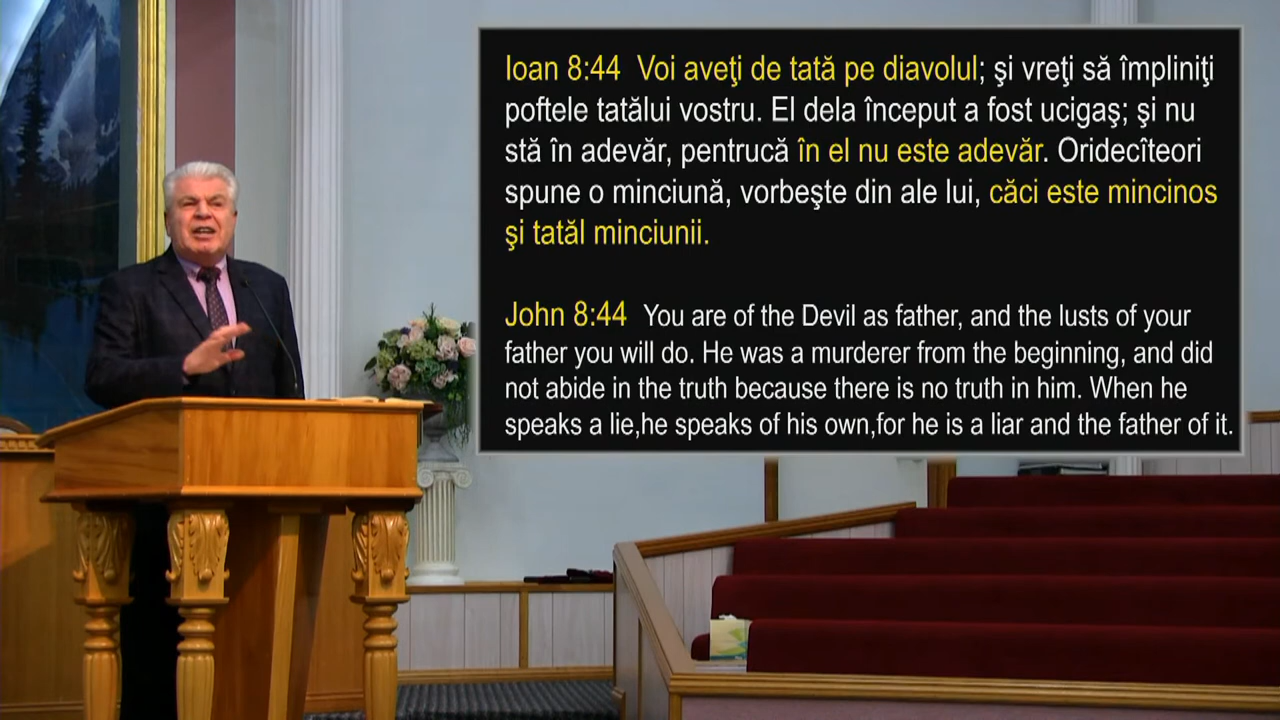 Ioan 8:44 Voi aveţi de tată pe diavolul; şi vreţi să împliniţi
poftele tatălui vostru. El dela început a fost ucigaş; şi nu
stă în adevăr, pentrucă în el nu este adevăr. Oridecîteori
spune o minciună, vorbeşte din ale lui, căci este mincinos
şi tatăl minciunii.
John 8:44 You are of the Devil as father, and the lusts of your
father you will do. He was a murderer from the beginning, and did
not abide in the truth because there is no truth in him. When he
speaks a lie,he speaks of his own,for he is a liar and the father of it.